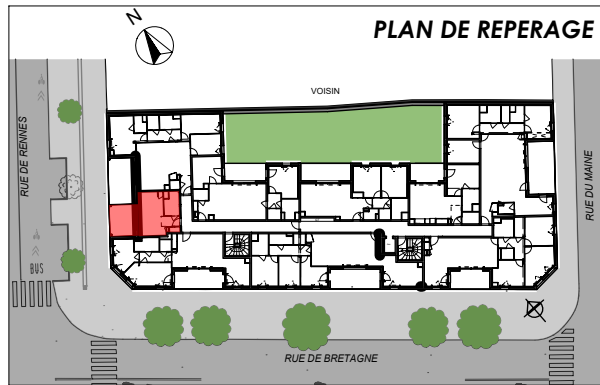 PLAN DE REPERAGE
N
VOISIN
RUE DE RENNES
RUE DU MAINE
BUS
RUE DE BRETAGNE